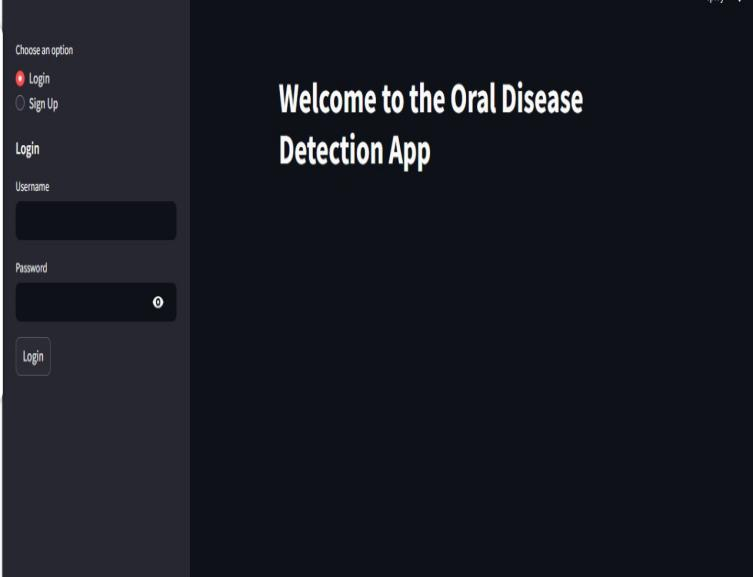 Choose an option
Login
Sign Up
Login
Username
Password
Login
Welcome to the Oral Disease
Detection App